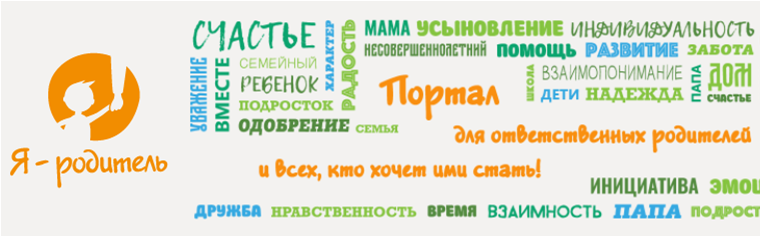 СЧАСТЬЕ
МАМА УСЫНОВЛЕНИЕ ИНДИВИДУАЛЬНОСТЬ
НЕСОВЕРШЕННОЛЕТНИЙ ПОМОЩЬ РАЗВИТИЕ ЗАБОТА
УВАЖЕНИЕ
ВМЕСТЕ
СЕМЕЙНЫЙ
РЕБЕНОК
ПОДРОСТОК
ХАРАКТЕР
РАДОСТЬ
ОДОБРЕНИЕ СЕМЬЯ
ШКОЛА
ВЗАИМОПОНИМАНИЕ
ДЕТИ НАДЕЖДА
ПАПА
ДОМ
СЧАСТЬЕ
Я - родитель
Портал
для ответственных родителей
и всех, кто хочет ими стать!
ИНИЦИАТИВА ЭМОЦ
ДРУЖБА НРАВСТВЕННОСТЬ ВРЕМЯ ВЗАИМНОСТЬ ПАПА ПОДРОСТ